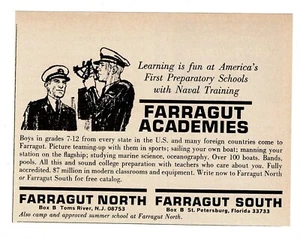 Learning is fun at America's
First Preparatory Schools
with Naval Training
FARRAGUT
ACADEMIES
Boys in grades 7-12 from every state in the U.S. and many foreign countries come to
Farragut. Picture teaming-up with them in sports; sailing your own boat; manning your
station on the flagship; studying marine science, oceanography. Over 100 boats. Bands,
pools. All this and sound college preparation with teachers who care about you. Fully
accredited. $7 million in modern classrooms and equipment. Write now to Farragut North
or Farragut South for free catalog.
FARRAGUT NORTH
Box B Toms River, N.J. 08753
FARRAGUT SOUTH
Box B St. Petersburg, Florida 33733
Also camp and approved summer school at Farragut North.